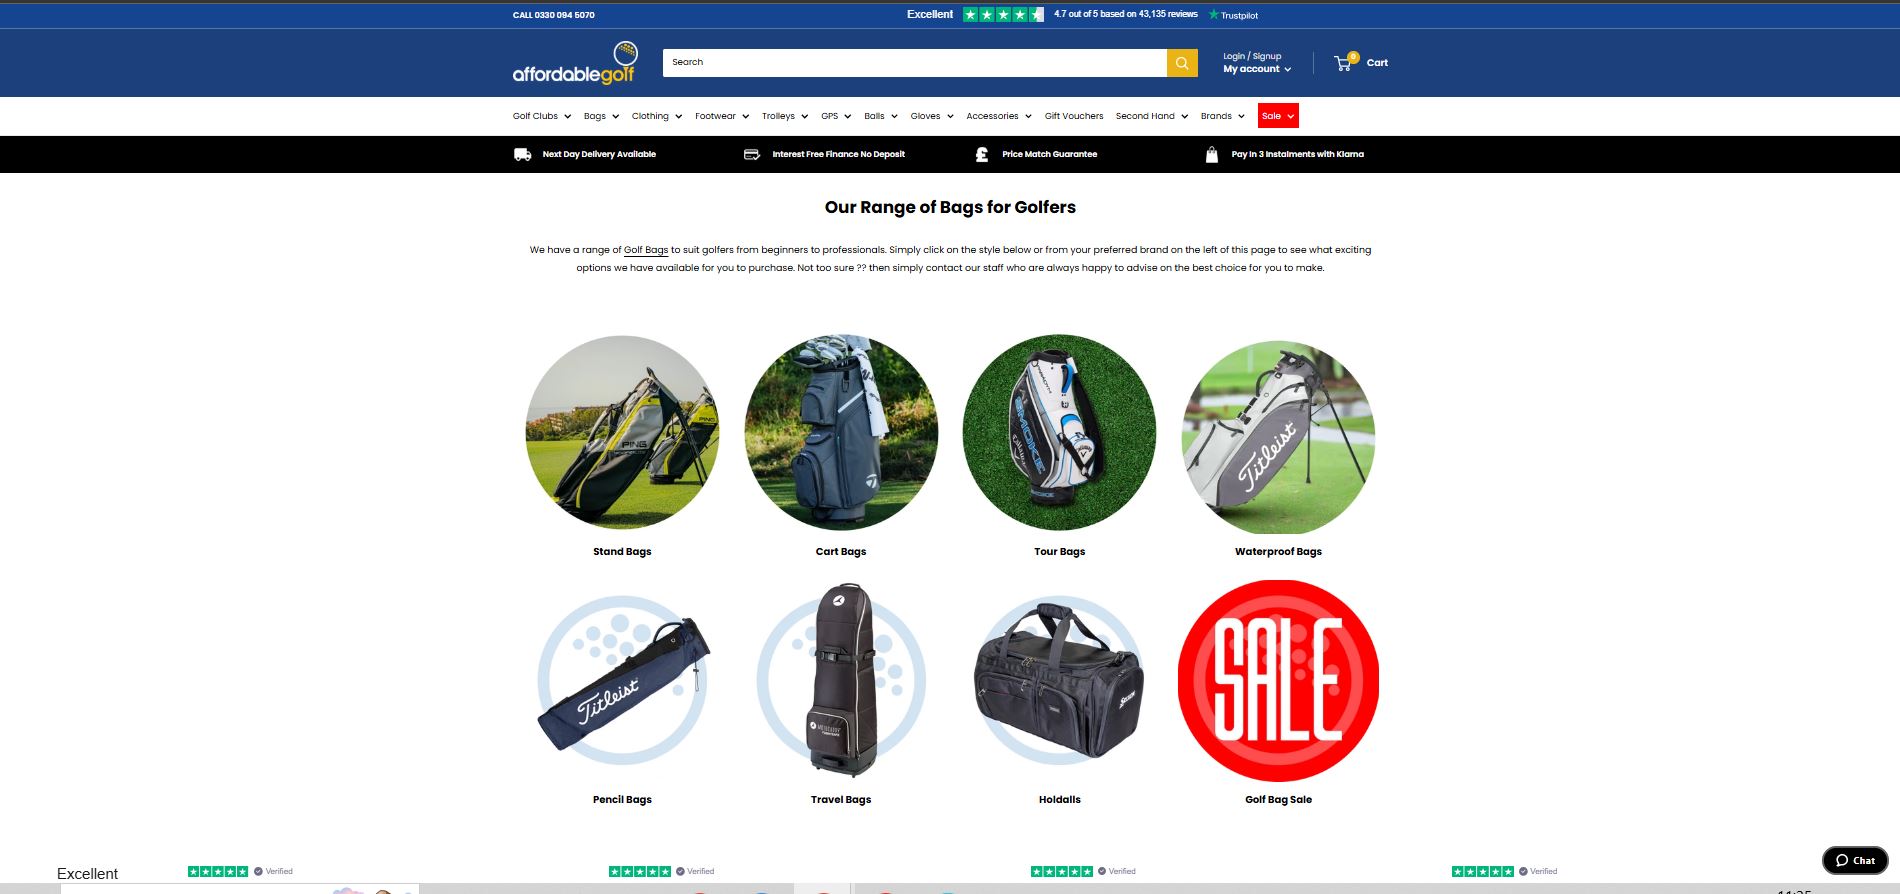 CALL 0330 094 5070
Excellent
4.7 out of 5 based on 43,135 reviews
Trustpilot
affordablegolf
Search
Login / Signup
My account
0
Cart
Golf Clubs
Bags
Clothing
Footwear
Trolleys
GPS
Balls
Gloves
Accessories
Gift Vouchers
Second Hand
Brands
Sale
Next Day Delivery Available
Interest Free Finance No Deposit
Price Match Guarantee
Pay In 3 Instalments with Klarna
Our Range of Bags for Golfers
We have a range of Golf Bags to suit golfers from beginners to professionals. Simply click on the style below or from your preferred brand on the left of this page to see what exciting
options we have available for you to purchase. Not too sure ?? then simply contact our staff who are always happy to advise on the best choice for you to make.
PING
SMOKE
Callaway
Titleist
Stand Bags
Cart Bags
Tour Bags
Waterproof Bags
Titleist
MOTOCADDY
SRIXON
SALE
Pencil Bags
Travel Bags
Holdalls
Golf Bag Sale
Excellent
Verified
Verified
Verified
Verified
Chat